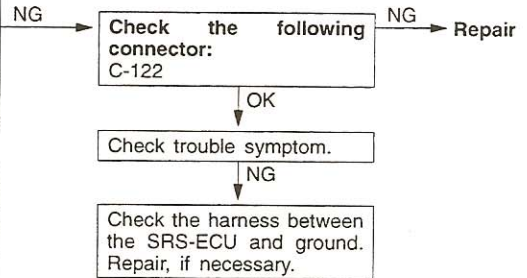 NG
Check the following
connector:
C-122
NG
Repair
OK
Check trouble symptom.
NG
Check the harness between
the SRS-ECU and ground.
Repair, if necessary.